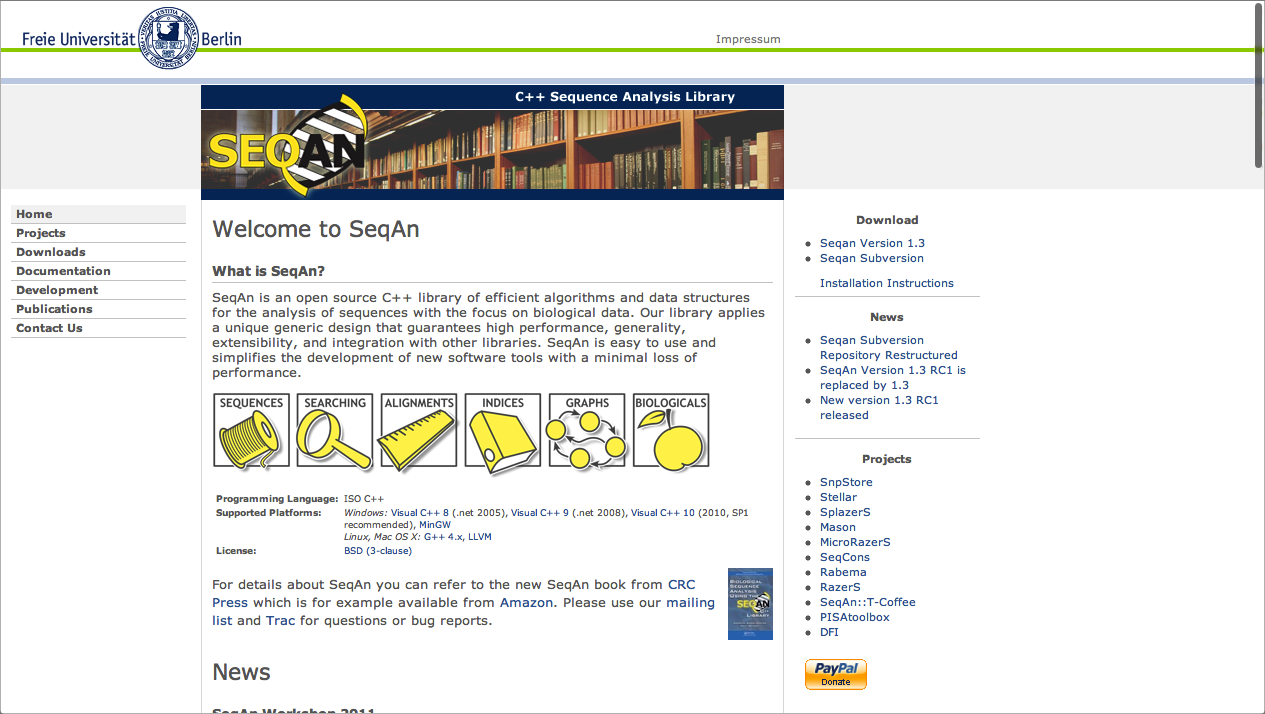 Freie Universität Berlin
Impressum
C++ Sequence Analysis Library
SEQAN
Home
Projects
Downloads
Documentation
Development
Publications
Contact Us
Welcome to SeqAn
What is SeqAn?
SeqAn is an open source C++ library of efficient algorithms and data structures
for the analysis of sequences with the focus on biological data. Our library applies
a unique generic design that guarantees high performance, generality,
extensibility, and integration with other libraries. SeqAn is easy to use and
simplifies the development of new software tools with a minimal loss of
performance.
SEQUENCES SEARCHING ALIGNMENTS INDICES GRAPHS BIOLOGICALS
Programming Language: ISO C++
Supported Platforms: Windows: Visual C++ 8 (.net 2005), Visual C++ 9 (.net 2008), Visual C++ 10 (2010, SP1
recommended), MinGW
Linux, Mac OS X: G++ 4.x, LLVM
License: BSD (3-clause)
For details about SeqAn you can refer to the new SeqAn book from CRC
Press which is for example available from Amazon. Please use our mailing
list and Trac for questions or bug reports.
BIOLOGICAL
SEQUENCE
ANALYSIS
USING THE
SEQAN
C++
LIBRARY
News
SeqAn Workshop 2011
Download
Seqan Version 1.3
Seqan Subversion
Installation Instructions
News
Seqan Subversion
Repository Restructured
SeqAn Version 1.3 RC1 is
replaced by 1.3
New version 1.3 RC1
released
Projects
SnpStore
Stellar
SplazerS
Mason
MicroRazerS
SeqCons
Rabema
RazerS
SeqAn::T-Coffee
PISAtoolbox
DFI
PayPal
Donate